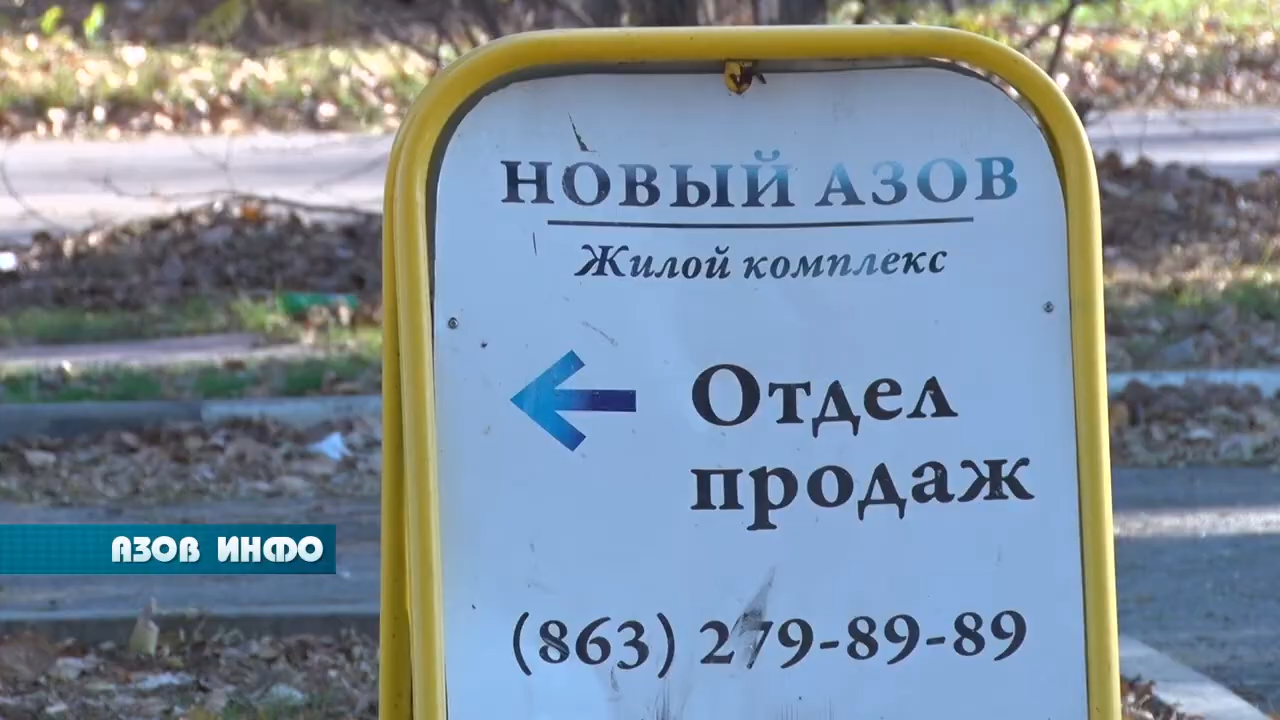 НОВЫЙ АЗОВ
Жилой комплекс
Отдел
продаж
(863) 279-89-89
АЗОВ ИНФО